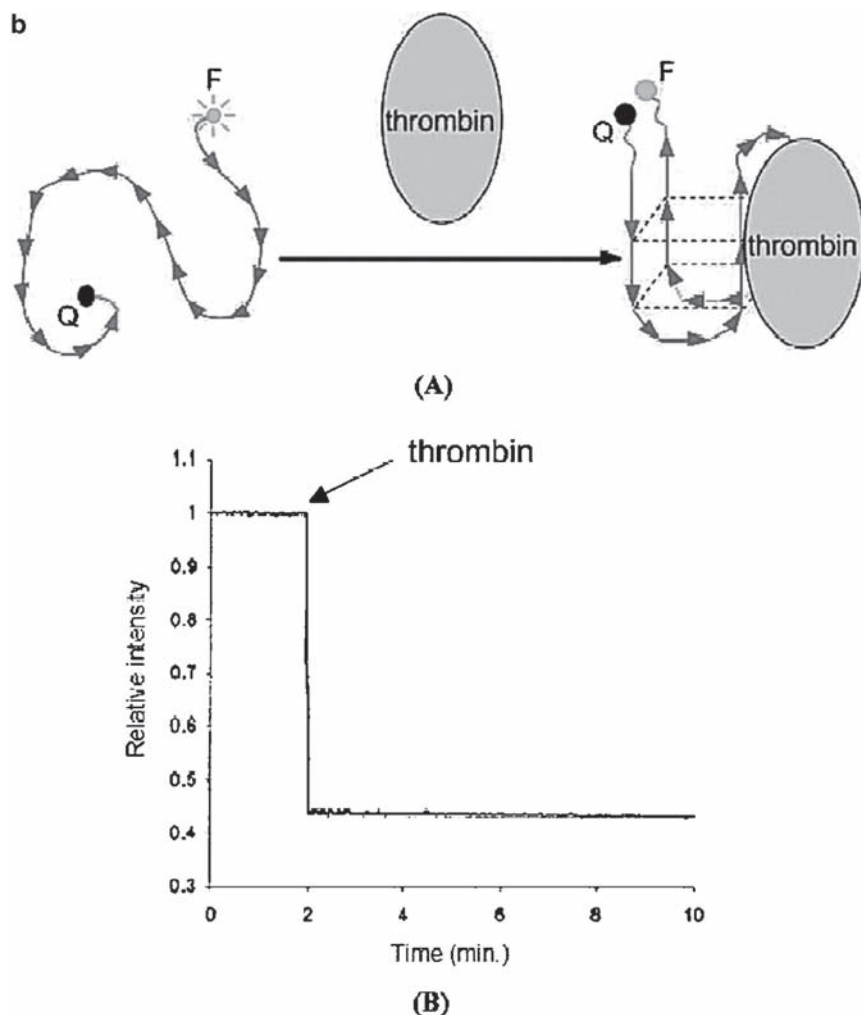 b
F
Q
thrombin
F
Q
thrombin
(A)
thrombin
1.1
1
0.9
0.8
0.7
0.6
0.5
0.4
0.3
Relative intensity
0 2 4 6 8 10
Time (min.)
(B)